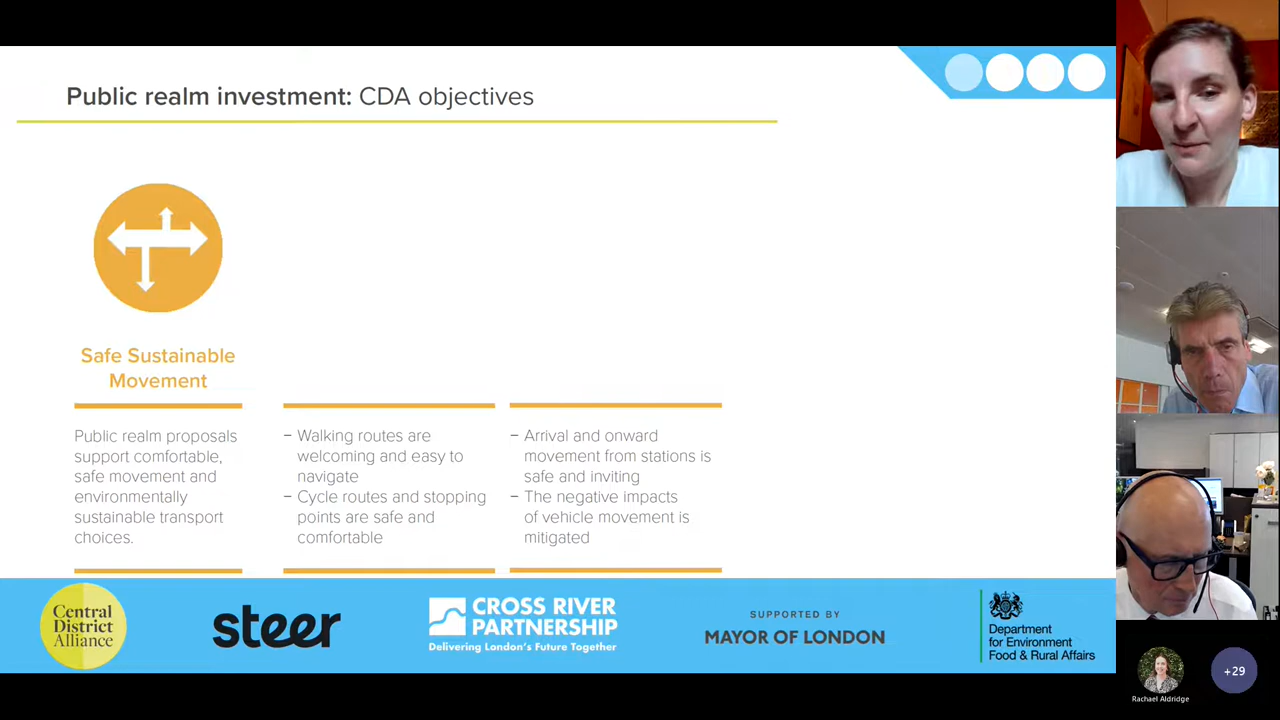 Public realm investment: CDA objectives
Safe Sustainable
Movement
Public realm proposals
support comfortable,
safe movement and
environmentally
sustainable transport
choices.
– Walking routes are
welcoming and easy to
navigate
– Cycle routes and stopping
points are safe and
comfortable
– Arrival and onward
movement from stations is
safe and inviting
– The negative impacts
of vehicle movement is
mitigated
Central
District
Alliance
steer
CROSS RIVER
PARTNERSHIP
Delivering London's Future Together
SUPPORTED BY
MAYOR OF LONDON
Department
for Environment
Food & Rural Affairs
Rachael Aldridge
+29